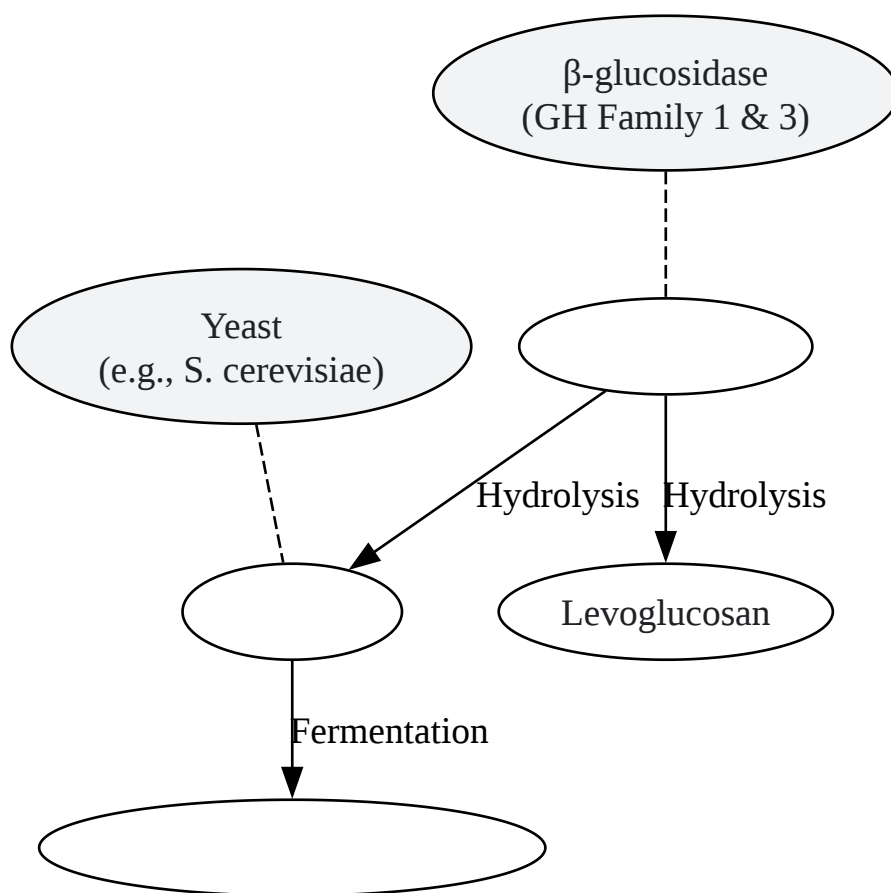 β-glucosidase
(GH Family 1 & 3)
Yeast
(e.g., S. cerevisiae)
Hydrolysis
Hydrolysis
Levoglucosan
Fermentation